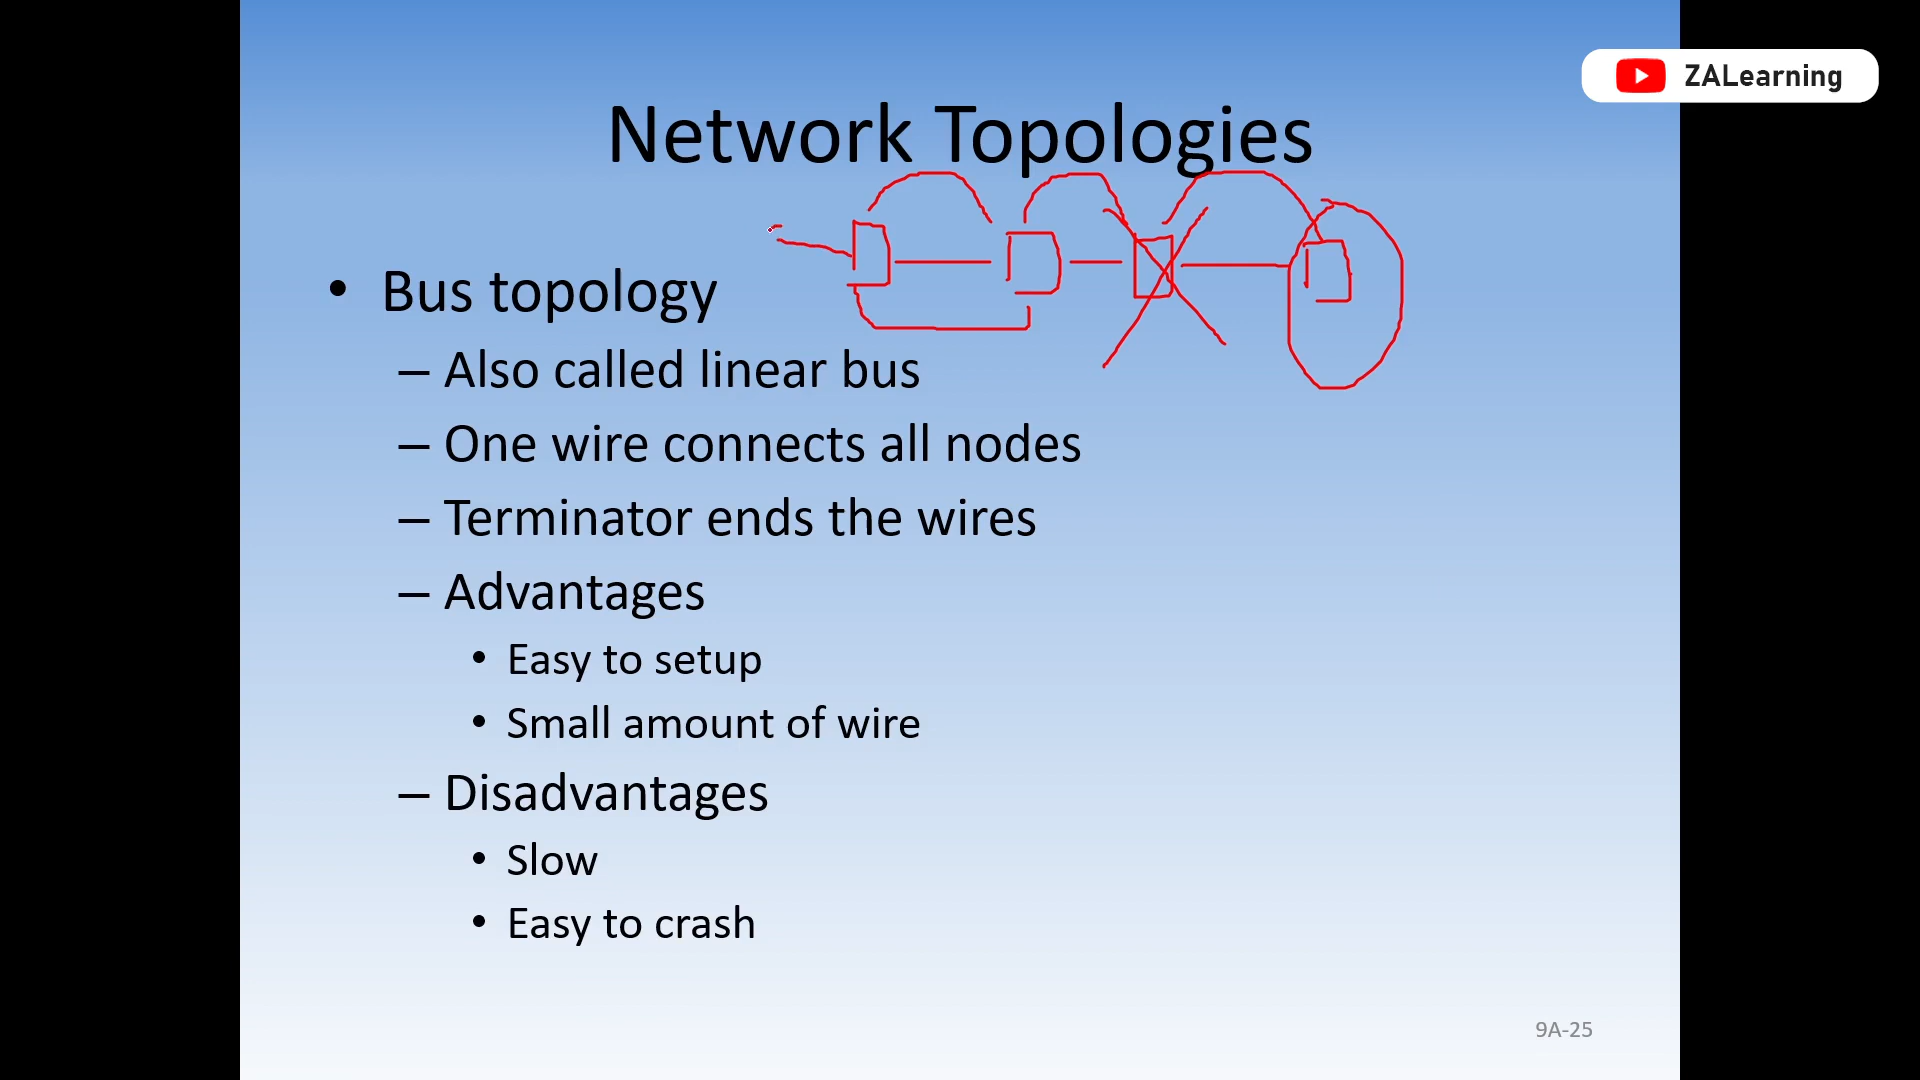 ZALearning
Network Topologies
• Bus topology
– Also called linear bus
– One wire connects all nodes
– Terminator ends the wires
– Advantages
• Easy to setup
• Small amount of wire
– Disadvantages
• Slow
• Easy to crash
9A-25